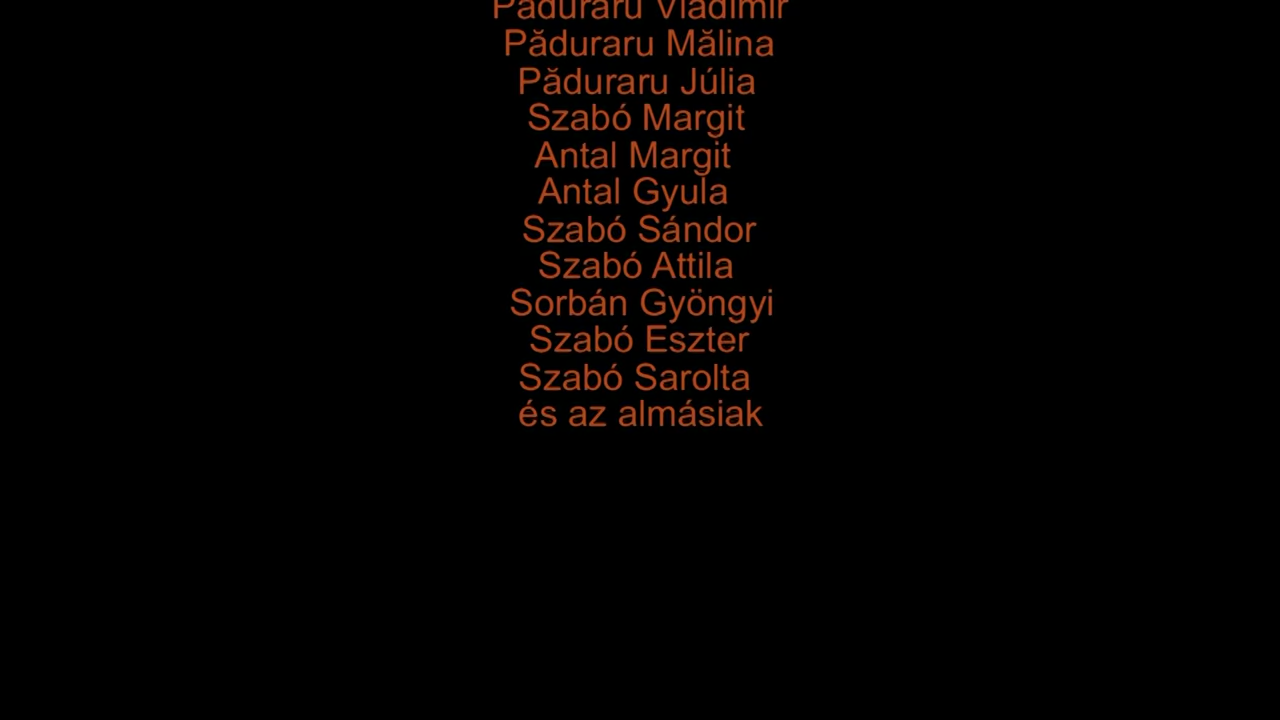 Păduraru Vladimir
Păduraru Mălina
Păduraru Júlia
Szabó Margit
Antal Margit
Antal Gyula
Szabó Sándor
Szabó Attila
Sorbán Gyöngyi
Szabó Eszter
Szabó Sarolta
és az almásiak